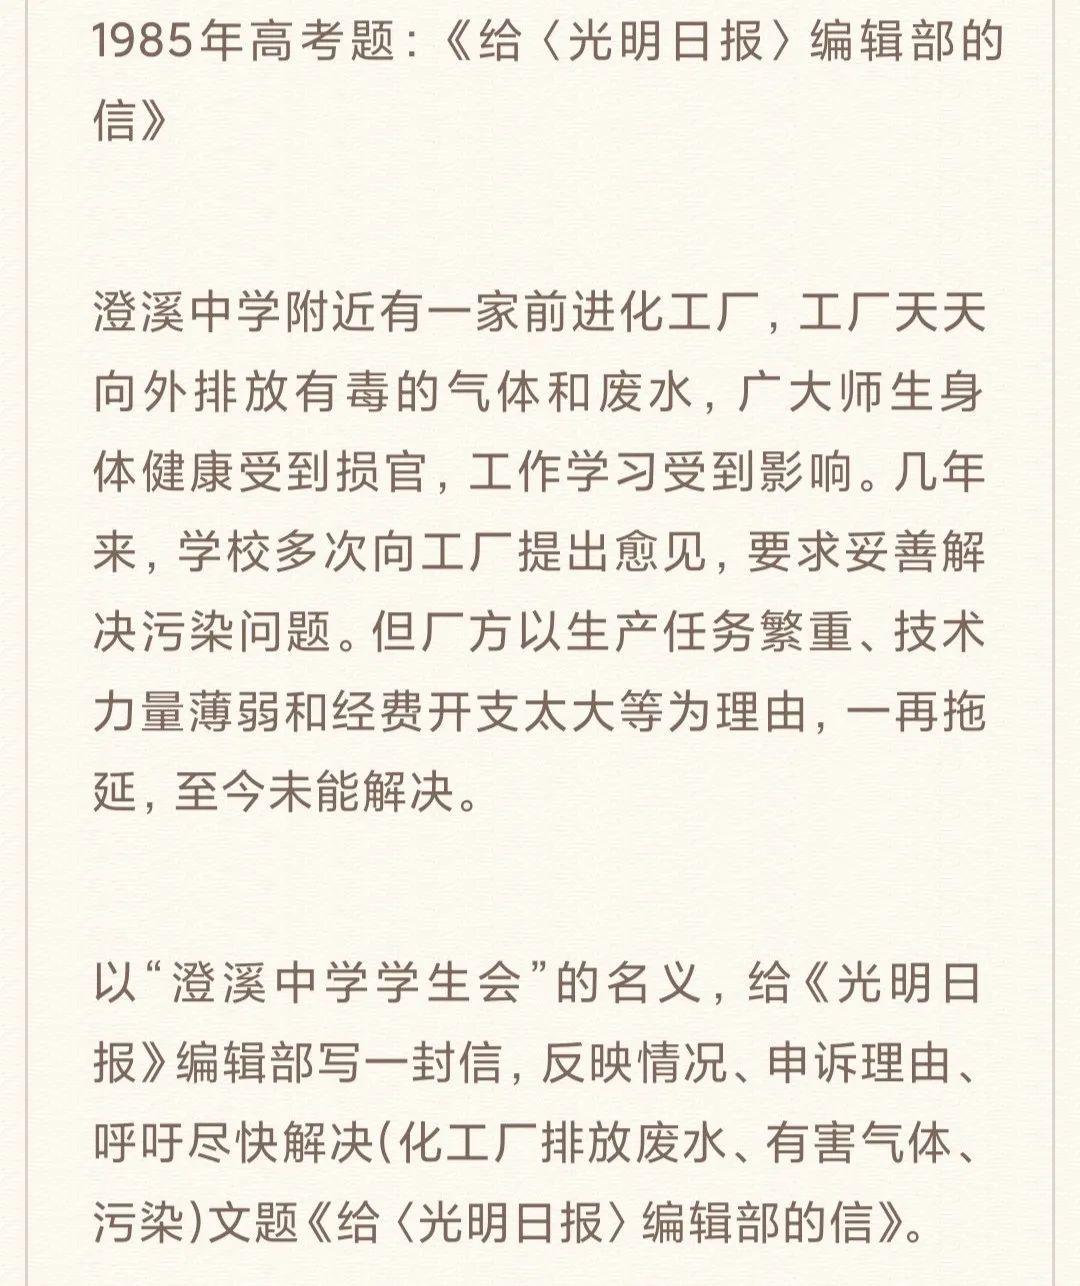 1985年高考题：《给〈光明日报〉编辑部的
信》
澄溪中学附近有一家前进化工厂，工厂天天
向外排放有毒的气体和废水，广大师生身
体健康受到损官，工作学习受到影响。几年
来，学校多次向工厂提出愈见，要求妥善解
决污染问题。但厂方以生产任务繁重、技术
力量薄弱和经费开支太大等为理由，一再拖
延，至今未能解决。
以“澄溪中学学生会”的名义，给《光明日
报》编辑部写一封信，反映情况、申诉理由、
呼吁尽快解决(化工厂排放废水、有害气体、
污染)文题《给〈光明日报〉编辑部的信》。